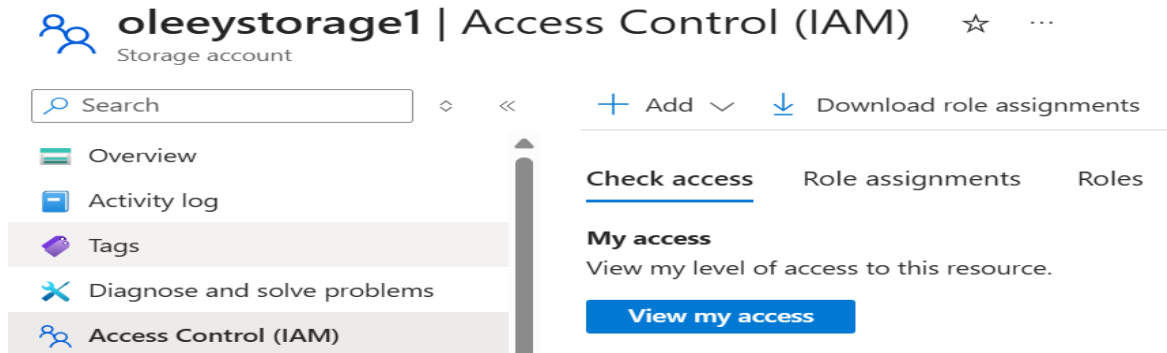 oleeystorage1 | Access Control (IAM)
Storage account
Search
Add
Download role assignments
Overview
Activity log
Tags
Diagnose and solve problems
Access Control (IAM)
Check access
Role assignments
Roles
My access
View my level of access to this resource.
View my access